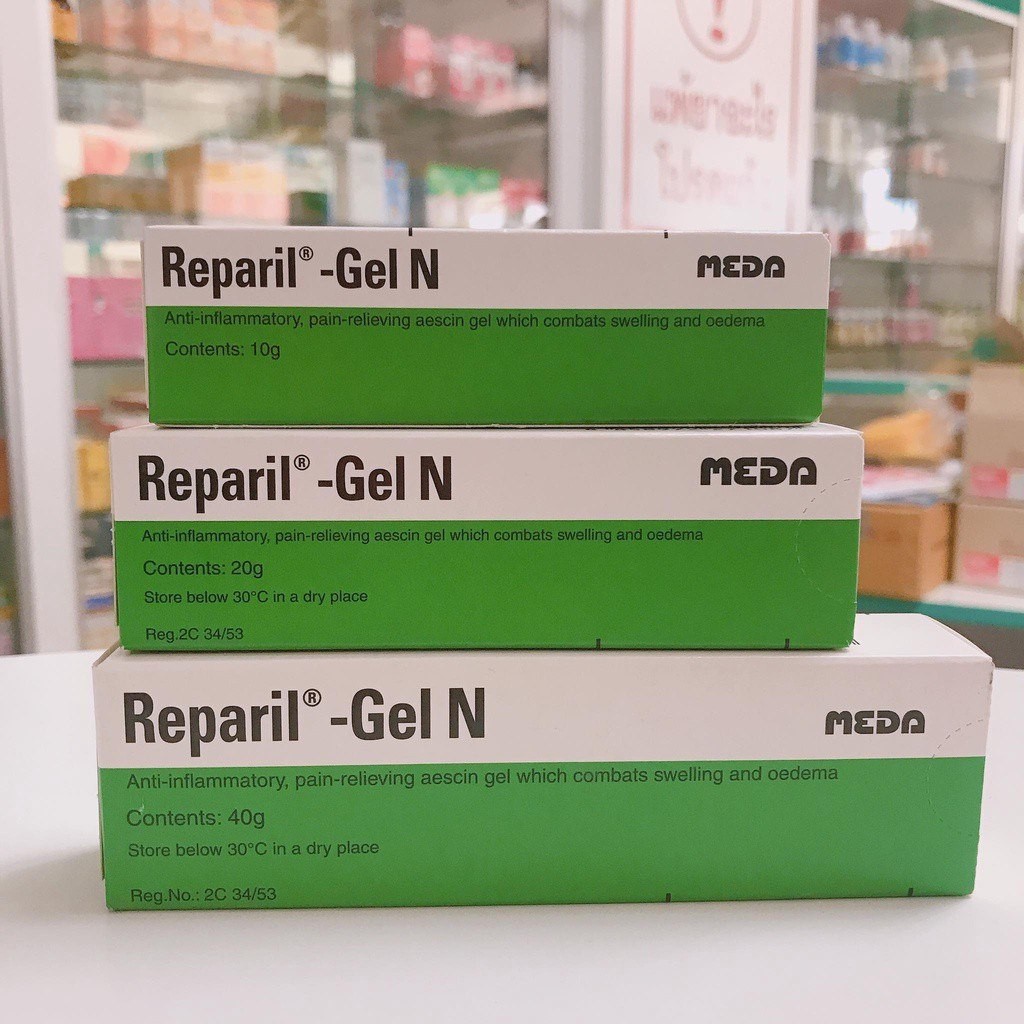 Reparil® -Gel N
MEDA
Anti-inflammatory, pain-relieving aescin gel which combats swelling and oedema
Contents: 10g
Reparil® -Gel N
MEDA
Anti-inflammatory, pain-relieving aescin gel which combats swelling and oedema
Contents: 20g
Store below 30°C in a dry place
Reg.2C 34/53
Reparil® -Gel N
MEDA
Anti-inflammatory, pain-relieving aescin gel which combats swelling and oedema
Contents: 40g
Store below 30°C in a dry place
Reg.No.: 2C 34/53